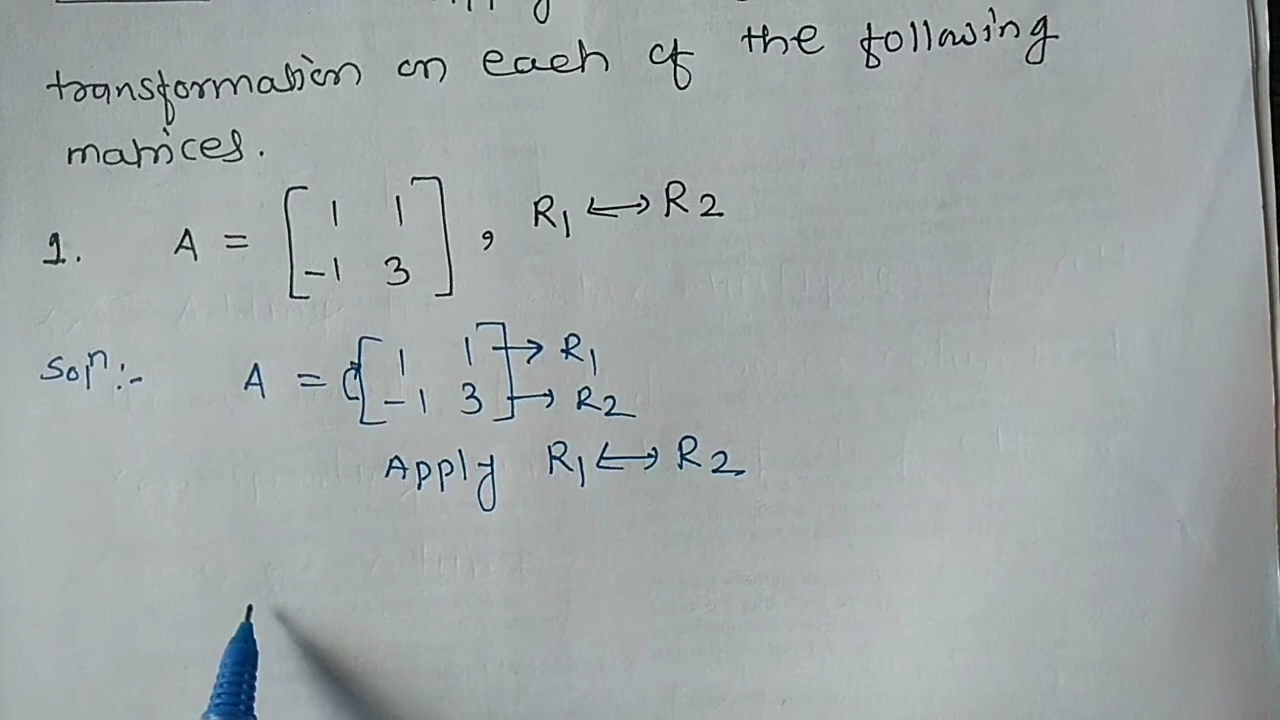 transformation on each of the following
matrices.
1. A = [ 1 1
-1 3 ] , R1 ↔ R2
Solⁿ:- A = [ 1 1 → R1
-1 3 ] → R2
Apply R1 ↔ R2